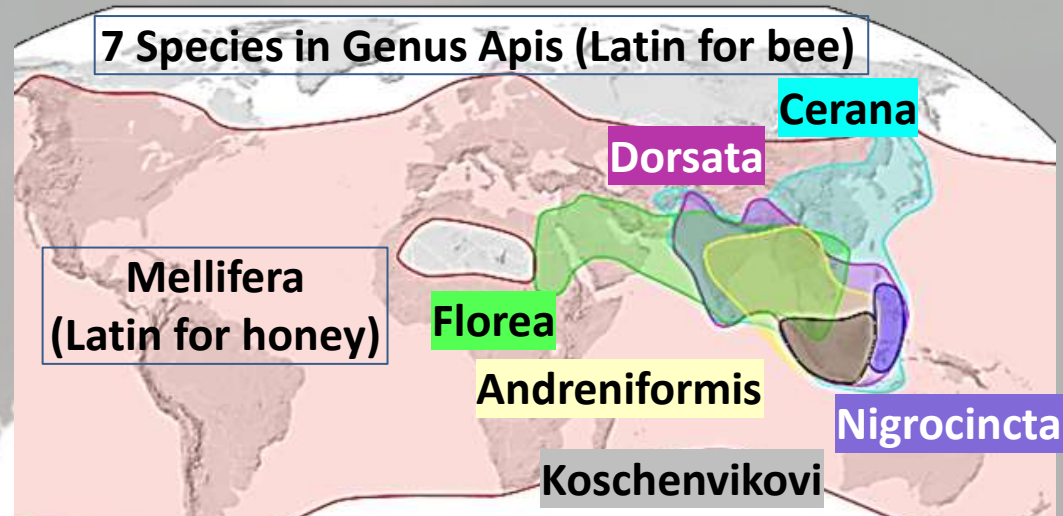 7 Species in Genus Apis (Latin for bee)
Cerana
Dorsata
Mellifera
(Latin for honey)
Florea
Andreniformis
Nigrocincta
Koschenvikovi